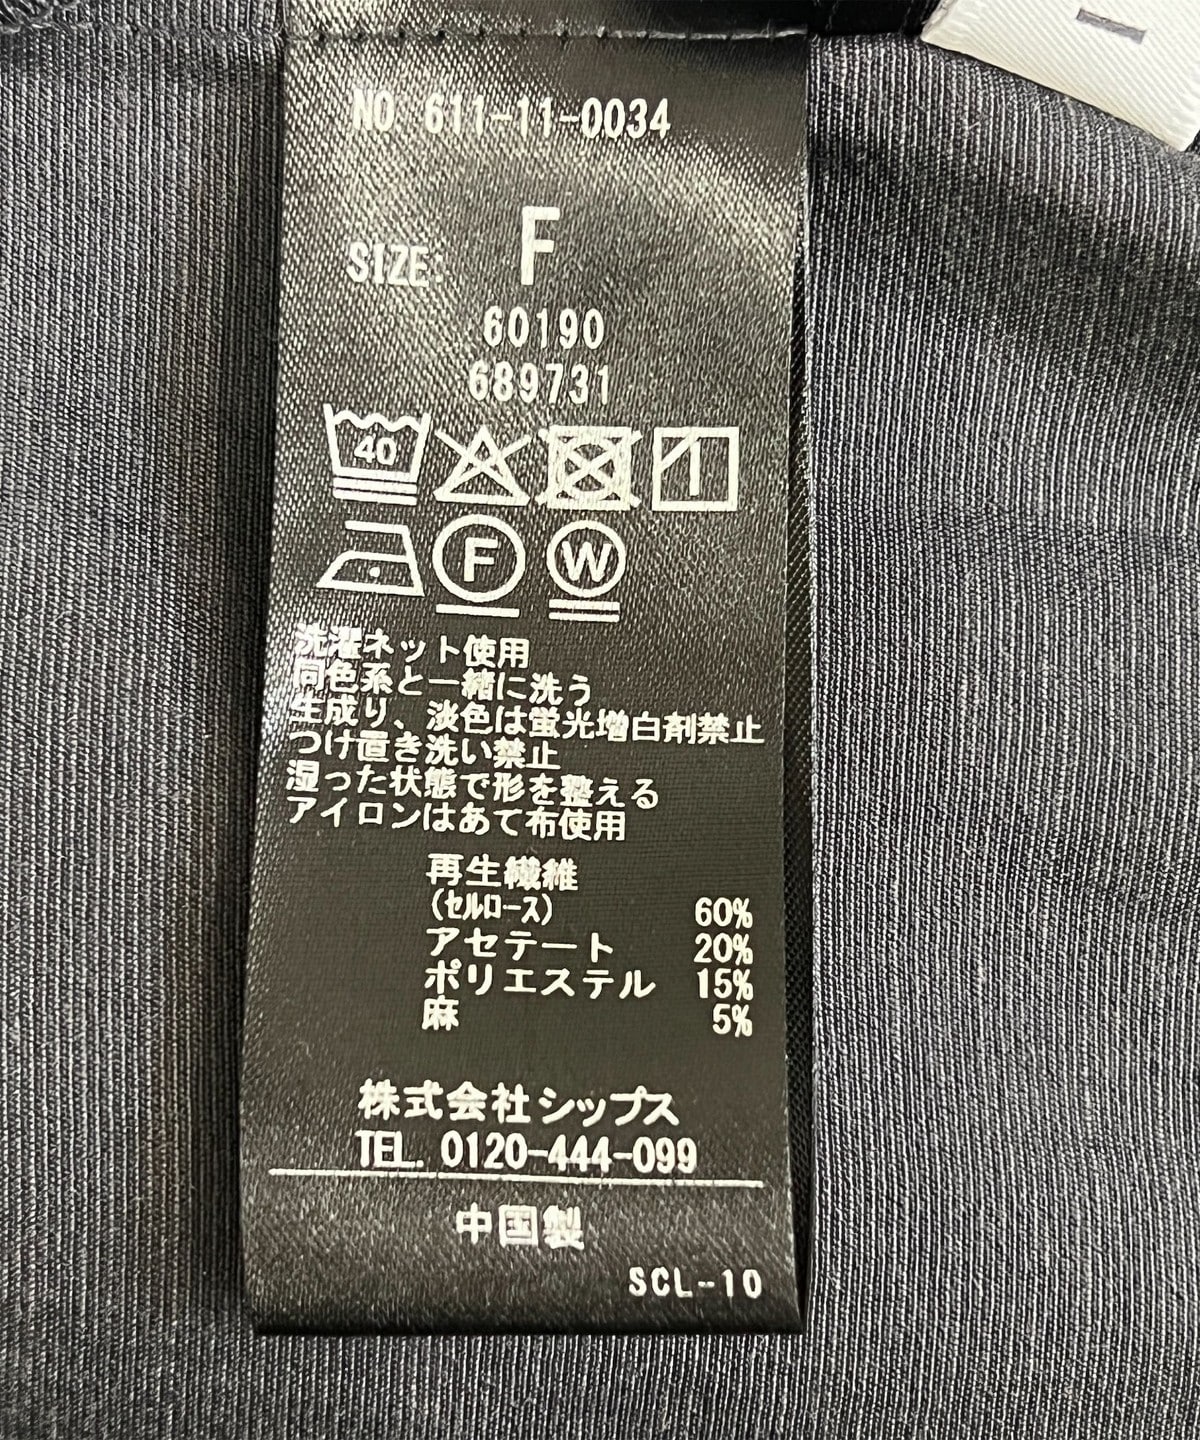 NO 611-11-0034
SIZE: F
60190
689731
40
F W
洗濯ネット使用
同色系と一緒に洗う
生成り、淡色は蛍光増白剤禁止
つけ置き洗い禁止
湿った状態で形を整える
アイロンはあて布使用
再生繊維
(セルロース) 60%
アセテート 20%
ポリエステル 15%
麻 5%
株式会社シップス
TEL. 0120-444-099
中国製
SCL-10